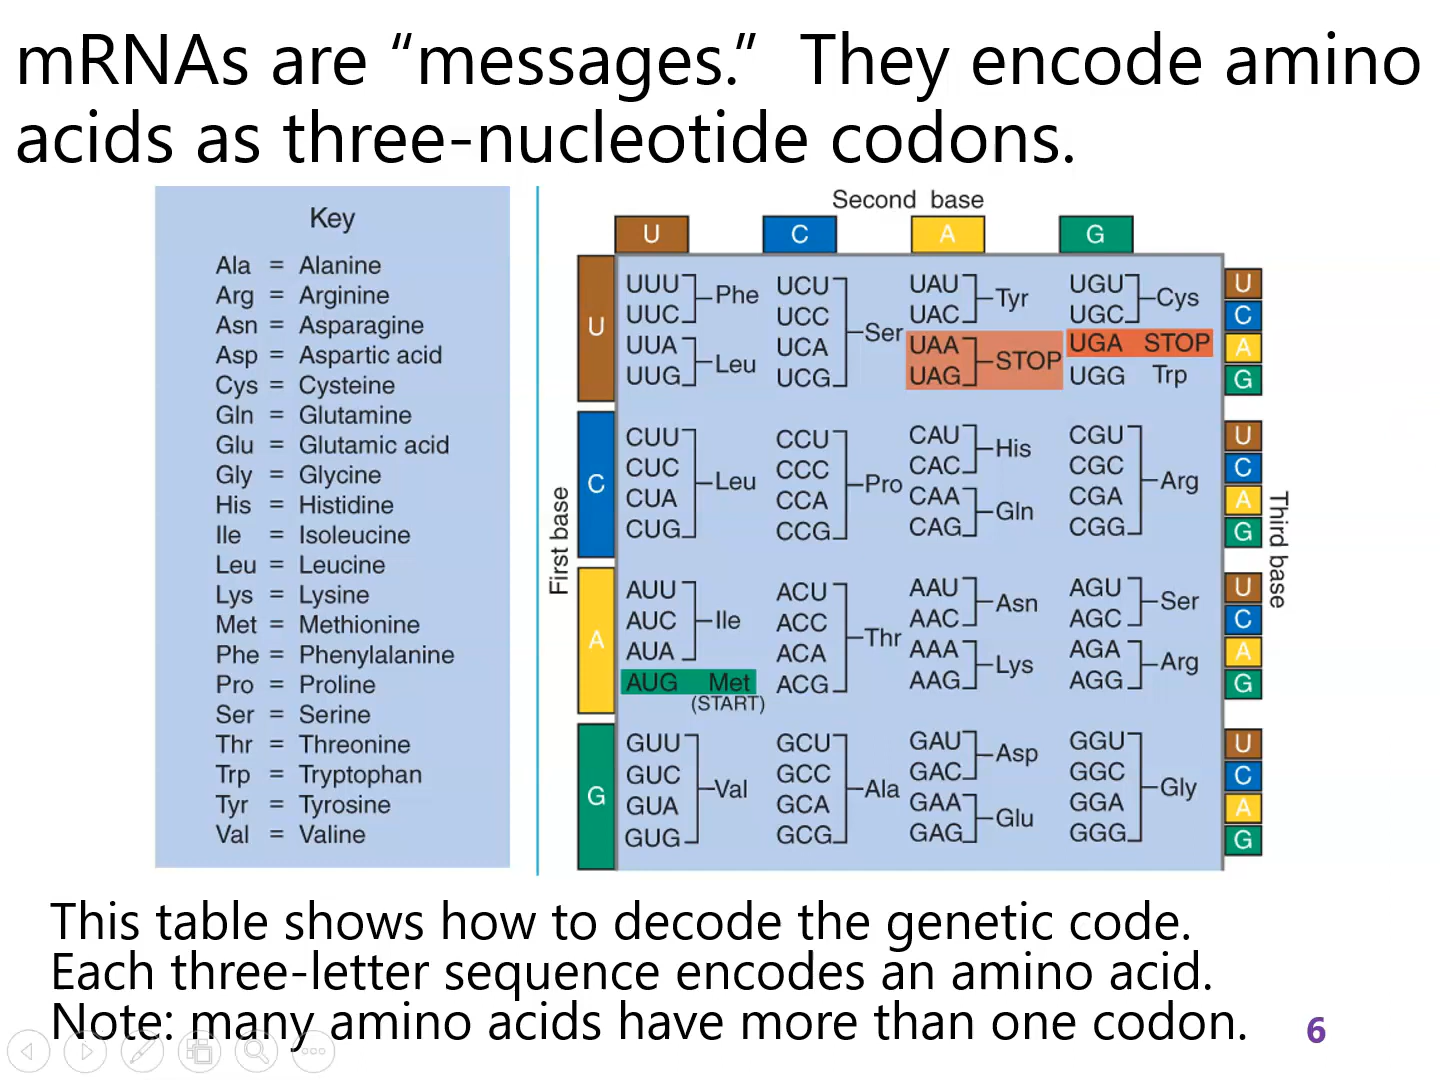 mRNAs are “messages.”  They encode amino
acids as three-nucleotide codons.
Key
Ala = Alanine
Arg = Arginine
Asn = Asparagine
Asp = Aspartic acid
Cys = Cysteine
Gln = Glutamine
Glu = Glutamic acid
Gly = Glycine
His = Histidine
Ile = Isoleucine
Leu = Leucine
Lys = Lysine
Met = Methionine
Phe = Phenylalanine
Pro = Proline
Ser = Serine
Thr = Threonine
Trp = Tryptophan
Tyr = Tyrosine
Val = Valine
Second base
U C A G
First base
Third base
U
UUU UCU UAU UGU U
Phe Tyr Cys
UUC UCC UAC UGC C
Ser
UUA UCA UAA UGA STOP A
Leu STOP
UUG UCG UAG UGG Trp G
C
CUU CCU CAU CGU U
His
CUC CCC CAC CGC C
Leu Pro Arg
CUA CCA CAA CGA A
Gln
CUG CCG CAG CGG G
A
AUU ACU AAU AGU U
Asn Ser
AUC ACC AAC AGC C
Ile Thr
AUA ACA AAA AGA A
Lys Arg
AUG Met ACG AAG AGG G
(START)
G
GUU GCU GAU GGU U
Asp
GUC GCC GAC GGC C
Val Ala Gly
GUA GCA GAA GGA A
Glu
GUG GCG GAG GGG G
This table shows how to decode the genetic code.
Each three-letter sequence encodes an amino acid.
Note: many amino acids have more than one codon.
6